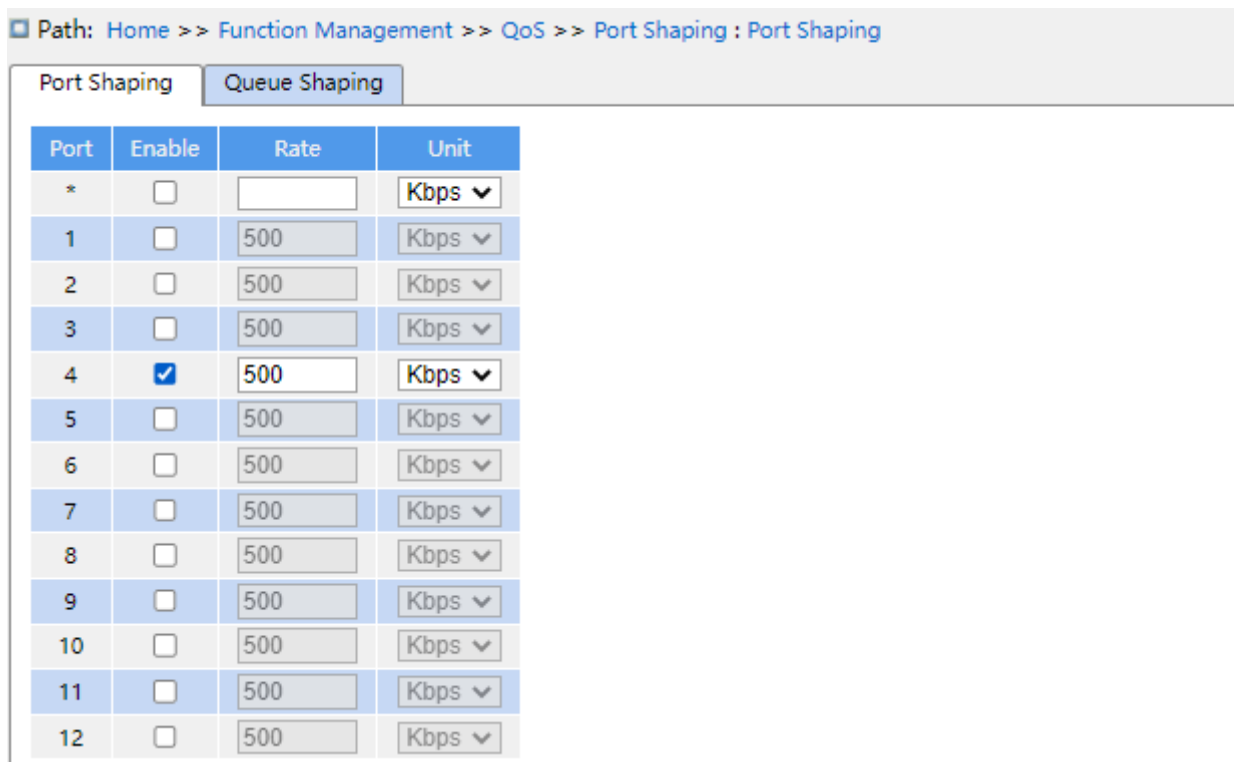 Path: Home >> Function Management >> QoS >> Port Shaping : Port Shaping
Port Shaping Queue Shaping
Port Enable Rate Unit
* Kbps
1 500 Kbps
2 500 Kbps
3 500 Kbps
4 500 Kbps
5 500 Kbps
6 500 Kbps
7 500 Kbps
8 500 Kbps
9 500 Kbps
10 500 Kbps
11 500 Kbps
12 500 Kbps